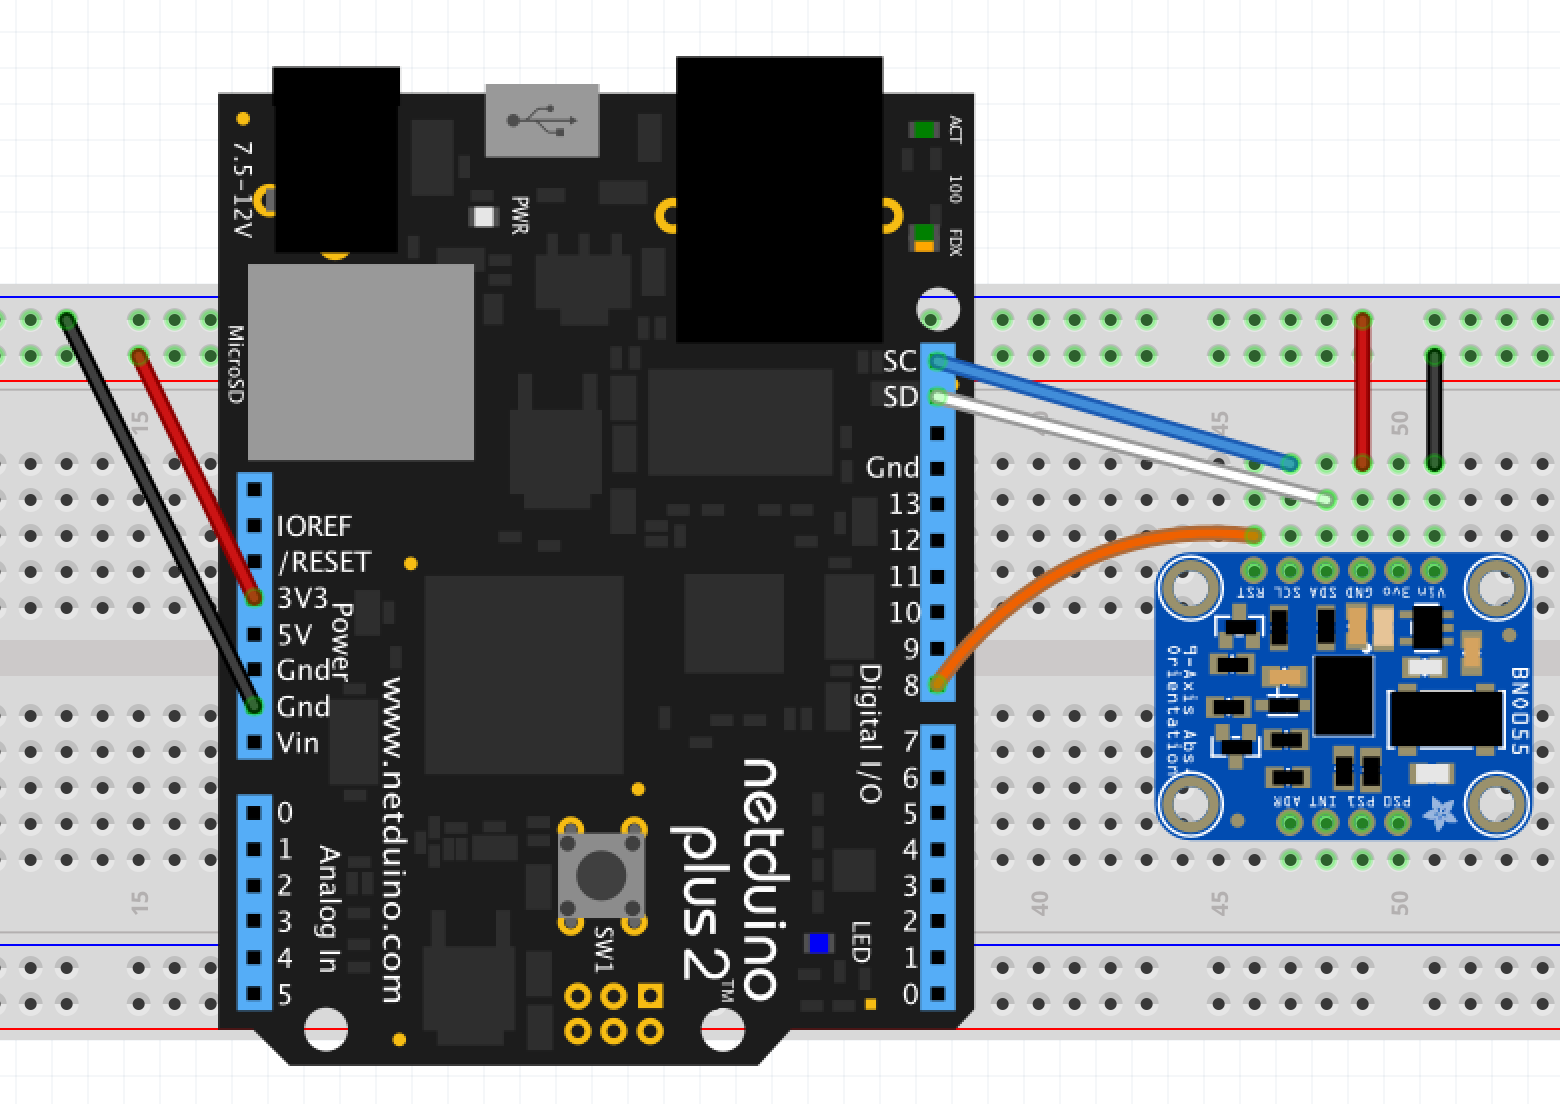 7.5-12V
PWR
ACT
100
FDX
MicroSD
SC
SD
Gnd
13
12
11
10
9
8
IOREF
/RESET
3V3
5V
Gnd
Gnd
Vin
Power
Digital I/O
7
6
5
4
3
2
1
0
0
1
2
3
4
5
Analog In
www.netduino.com
netduino
plus 2™
SW1
LED
15
15
40
45
50
40
45
50
RST SCL SDA GND 3vo Vin
9-Axis Abs.
Orientation
BNO055
ADR INT PS1 PS0